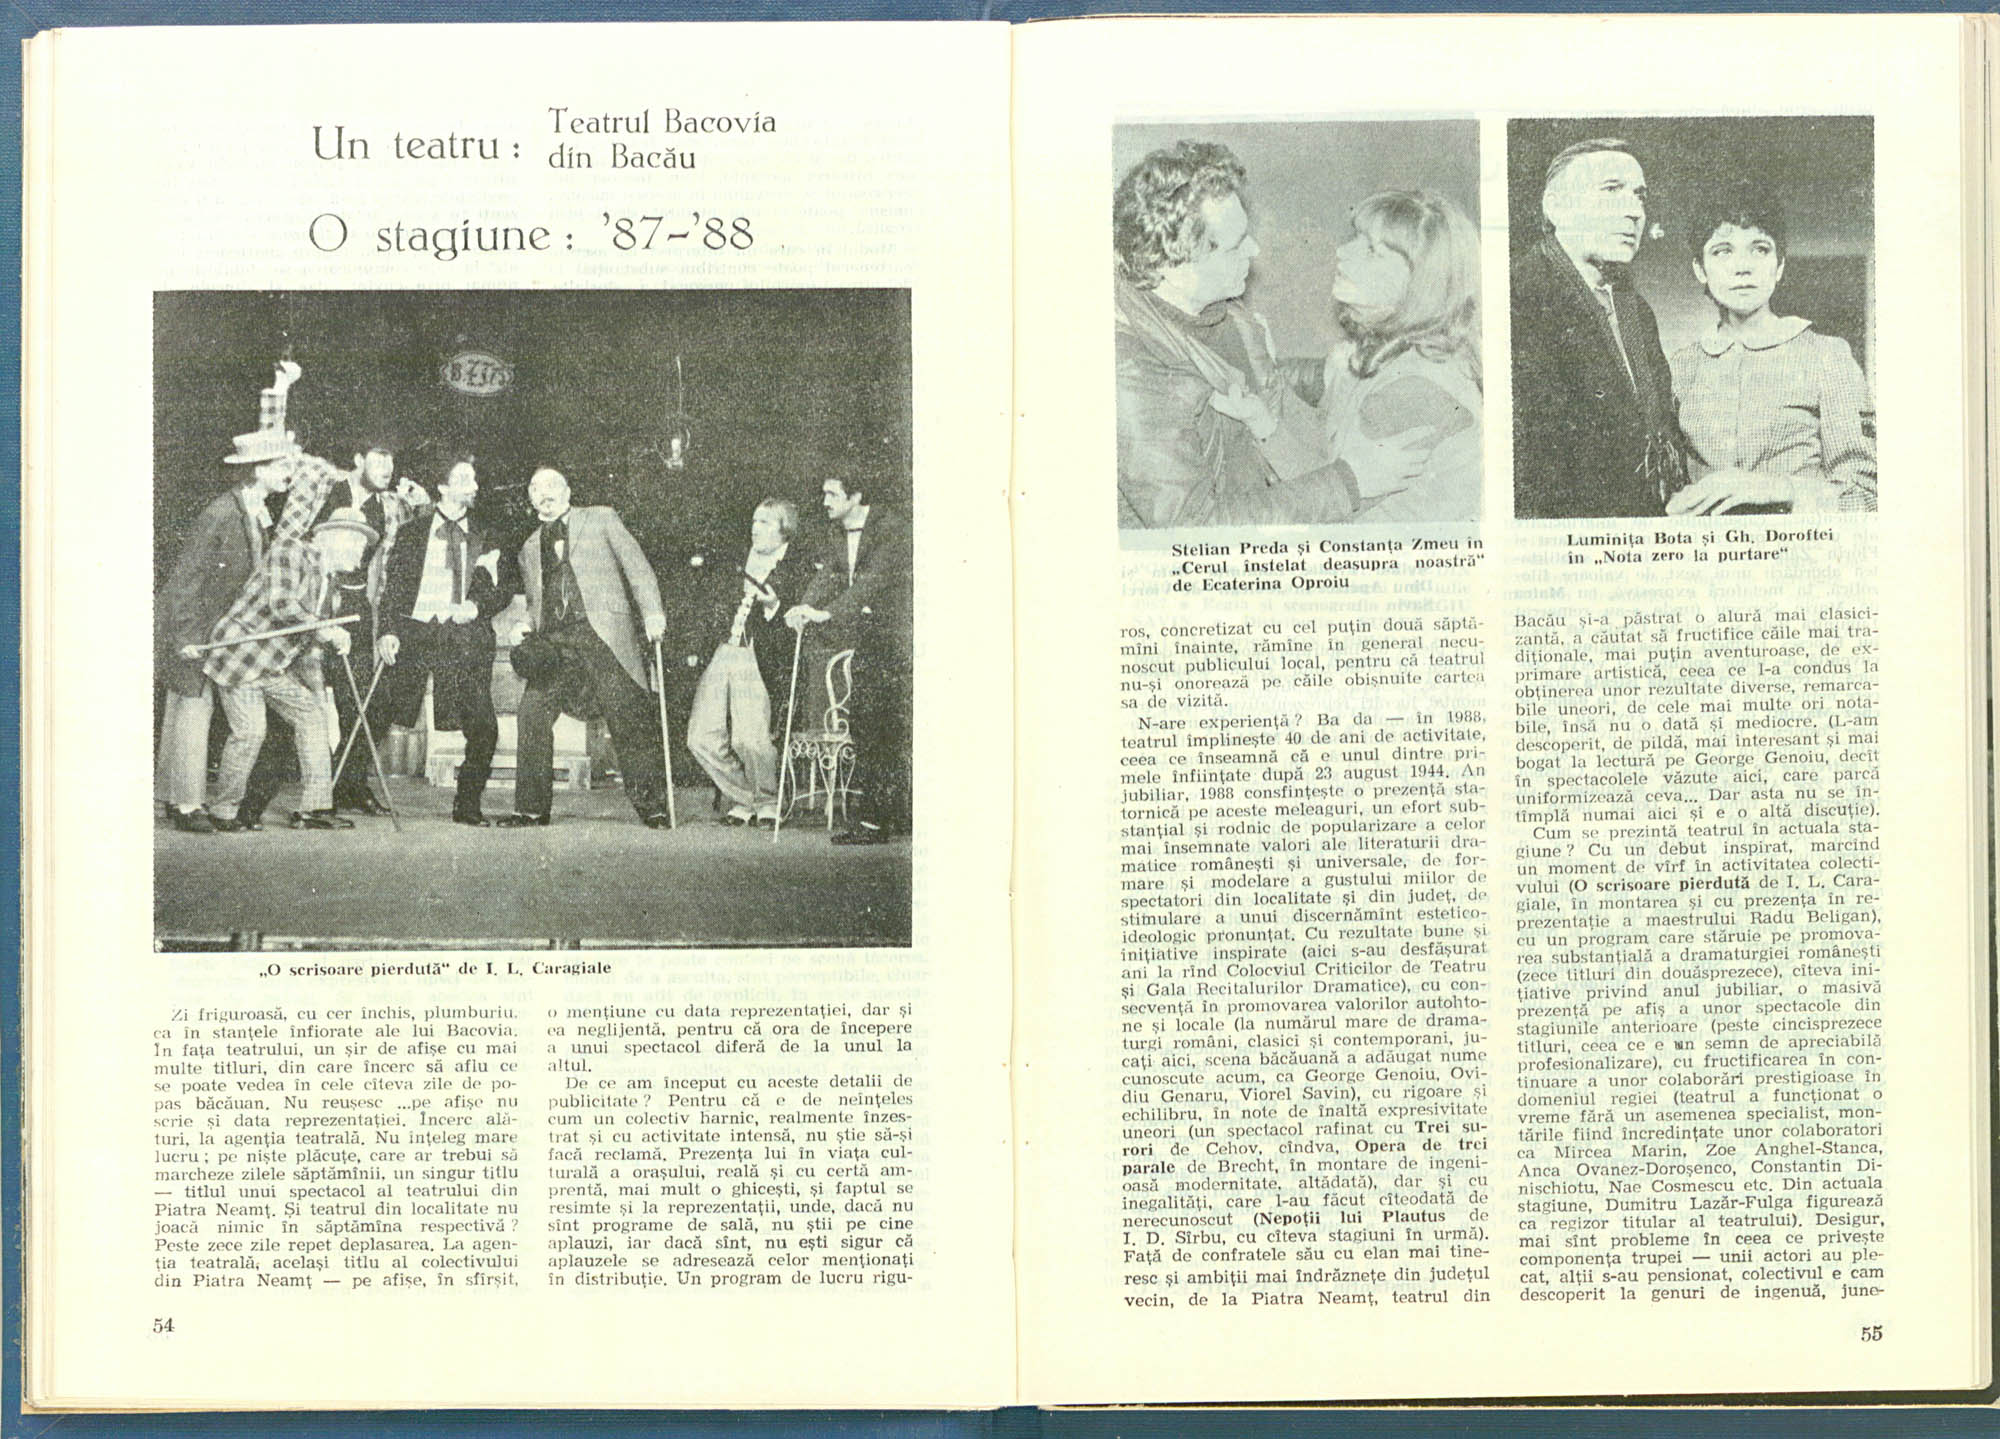 Un teatru :
Teatrul Bacovia
din Bacău
O stagiune : '87-'88
„O scrisoare pierdută“ de I. L. Caragiale
Zi friguroasă, cu cer închis, plumburiu,
ca în stanțele înfiorate ale lui Bacovia.
În fața teatrului, un șir de afișe cu mai
multe titluri, din care încerc să aflu ce
se poate vedea în cele cîteva zile de po-
pas băcăuan. Nu reușesc ...pe afișe nu
scrie și data reprezentației. Încerc ală-
turi, la agenția teatrală. Nu înțeleg mare
lucru ; pe niște plăcuțe, care ar trebui să
marcheze zilele săptămînii, un singur titlu
— titlul unui spectacol al teatrului din
Piatra Neamț. Și teatrul din localitate nu
joacă nimic în săptămîna respectivă ?
Peste zece zile repet deplasarea. La agen-
ția teatrală, același titlu al colectivului
din Piatra Neamț — pe afișe, în sfîrșit,
o mențiune cu data reprezentației, dar și
ea neglijentă, pentru că ora de începere
a unui spectacol diferă de la unul la
altul.
De ce am început cu aceste detalii de
publicitate ? Pentru că e de neînțeles
cum un colectiv harnic, realmente înzes-
trat și cu activitate intensă, nu știe să-și
facă reclamă. Prezența lui în viața cul-
turală a orașului, reală și cu certă am-
prentă, mai mult o ghicești, și faptul se
resimte și la reprezentații, unde, dacă nu
sînt programe de sală, nu știi pe cine
aplauzi, iar dacă sînt, nu ești sigur că
aplauzele se adresează celor menționați
în distribuție. Un program de lucru rigu-
54
Stelian Preda și Constanța Zmeu în
„Cerul înstelat deasupra noastră“
de Ecaterina Oproiu
Luminița Bota și Gh. Doroftei
în „Nota zero la purtare“
ros, concretizat cu cel puțin două săptă-
mîni înainte, rămîne în general necu-
noscut publicului local, pentru că teatrul
nu-și onorează pe căile obișnuite cartea
sa de vizită.
N-are experiență ? Ba da — în 1988,
teatrul împlinește 40 de ani de activitate,
ceea ce înseamnă că e unul dintre pri-
mele înființate după 23 august 1944. An
jubiliar, 1988 consfințește o prezență sta-
tornică pe aceste meleaguri, un efort sub-
stanțial și rodnic de popularizare a celor
mai însemnate valori ale literaturii dra-
matice românești și universale, de for-
mare și modelare a gustului miilor de
spectatori din localitate și din județ, de
stimulare a unui discernămînt estetico-
ideologic pronunțat. Cu rezultate bune și
inițiative inspirate (aici s-au desfășurat
ani la rînd Colocviul Criticilor de Teatru
și Gala Recitalurilor Dramatice), cu con-
secvență în promovarea valorilor autohto-
ne și locale (la numărul mare de drama-
turgi români, clasici și contemporani, ju-
cați aici, scena băcăuană a adăugat nume
cunoscute acum, ca George Genoiu, Ovi-
diu Genaru, Viorel Savin), cu rigoare și
echilibru, în note de înaltă expresivitate
uneori (un spectacol rafinat cu Trei su-
rori de Cehov, cîndva, Opera de trei
parale de Brecht, în montare de ingeni-
oasă modernitate, altădată), dar și cu
inegalități, care l-au făcut cîteodată de
nerecunoscut (Nepoții lui Plautus de
I. D. Sîrbu, cu cîteva stagiuni în urmă).
Față de confratele său cu elan mai tine-
resc și ambiții mai îndrăznețe din județul
vecin, de la Piatra Neamț, teatrul din
Bacău și-a păstrat o alură mai clasici-
zantă, a căutat să fructifice căile mai tra-
diționale, mai puțin aventuroase, de ex-
primare artistică, ceea ce l-a condus la
obținerea unor rezultate diverse, remarca-
bile uneori, de cele mai multe ori nota-
bile, însă nu o dată și mediocre. (L-am
descoperit, de pildă, mai interesant și mai
bogat la lectură pe George Genoiu, decît
în spectacolele văzute aici, care parcă
uniformizează ceva... Dar asta nu se în-
tîmplă numai aici și e o altă discuție).
Cum se prezintă teatrul în actuala sta-
giune ? Cu un debut inspirat, marcînd
un moment de vîrf în activitatea colecti-
vului (O scrisoare pierdută de I. L. Cara-
giale, în montarea și cu prezența în re-
prezentație a maestrului Radu Beligan),
cu un program care stăruie pe promova-
rea substanțială a dramaturgiei românești
(zece titluri din douăsprezece), cîteva ini-
țiative privind anul jubiliar, o masivă
prezență pe afiș a unor spectacole din
stagiunile anterioare (peste cincisprezece
titluri, ceea ce e un semn de apreciabilă
profesionalizare), cu fructificarea în con-
tinuare a unor colaborări prestigioase în
domeniul regiei (teatrul a funcționat o
vreme fără un asemenea specialist, mon-
tările fiind încredințate unor colaboratori
ca Mircea Marin, Zoe Anghel-Stanca,
Anca Ovanez-Doroșenco, Constantin Di-
nischiotu, Nae Cosmescu etc. Din actuala
stagiune, Dumitru Lazăr-Fulga figurează
ca regizor titular al teatrului). Desigur,
mai sînt probleme în ceea ce privește
componența trupei — unii actori au ple-
cat, alții s-au pensionat, colectivul e cam
descoperit la genuri de ingenuă, june-
55